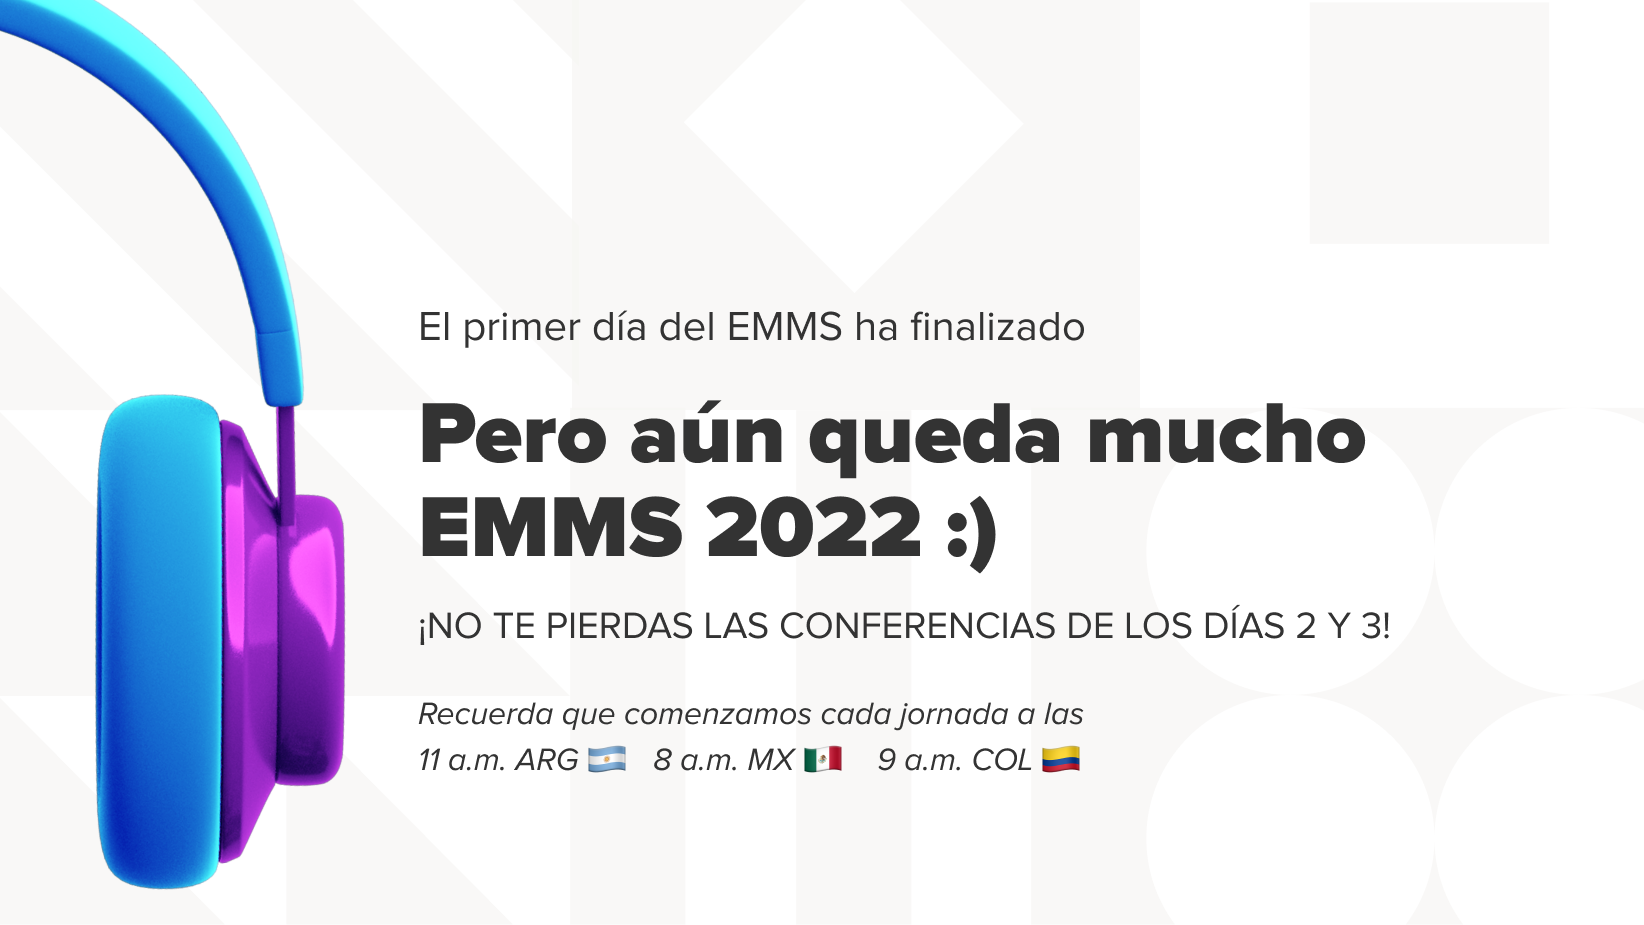 El primer día del EMMS ha finalizado
Pero aún queda mucho
EMMS 2022 :)
¡NO TE PIERDAS LAS CONFERENCIAS DE LOS DÍAS 2 Y 3!
Recuerda que comenzamos cada jornada a las
11 a.m. ARG 🇦🇷 8 a.m. MX 🇲🇽 9 a.m. COL 🇨🇴